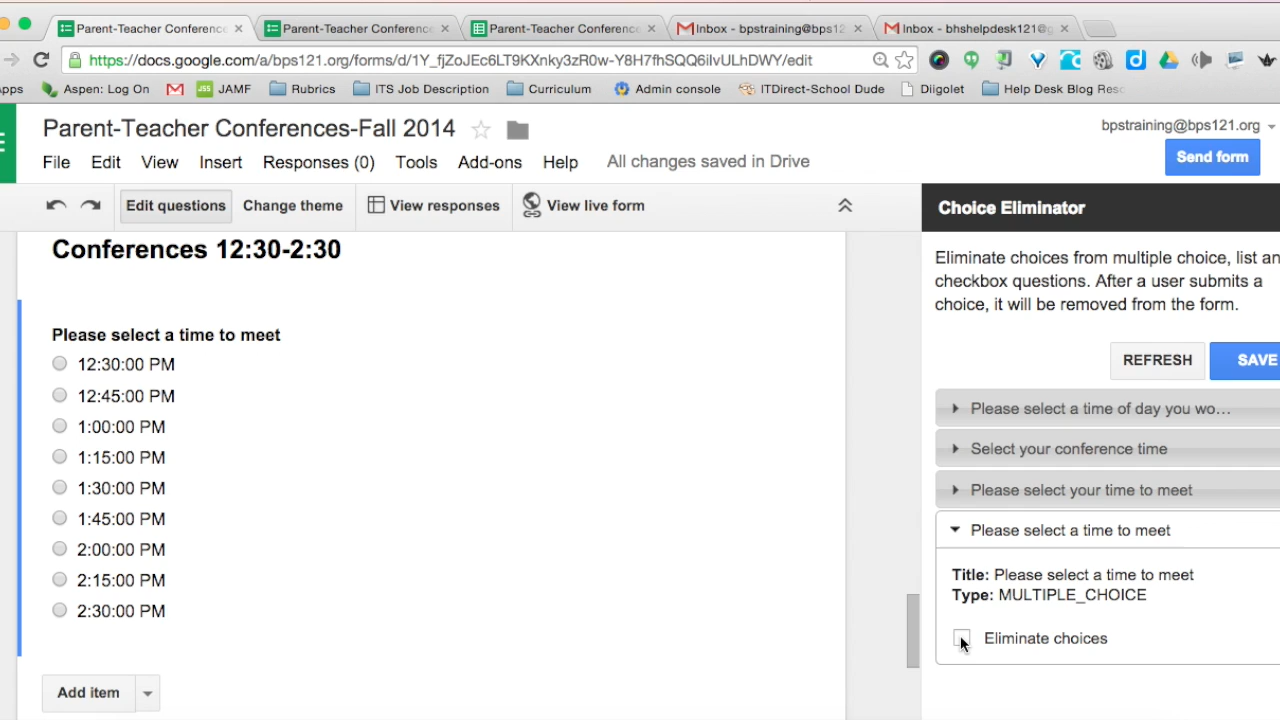 Parent-Teacher Conferences
Parent-Teacher Conference
Parent-Teacher Conference
Inbox - bpstraining@bps12
Inbox - bhshelpdesk121@g
https://docs.google.com/a/bps121.org/forms/d/1Y_fjZoJEc6LT9KXnky3zR0w-Y8H7fhSQQ6iIvULhDWY/edit
Apps
Aspen: Log On
JAMF
Rubrics
ITS Job Description
Curriculum
Admin console
ITDirect-School Dude
Diigolet
Help Desk Blog Reso
Parent-Teacher Conferences-Fall 2014
bpstraining@bps121.org
File Edit View Insert Responses (0) Tools Add-ons Help All changes saved in Drive
Send form
Edit questions Change theme View responses View live form
Choice Eliminator
Conferences 12:30-2:30
Eliminate choices from multiple choice, list an
checkbox questions. After a user submits a
choice, it will be removed from the form.
REFRESH SAVE
Please select a time to meet
12:30:00 PM
12:45:00 PM
1:00:00 PM
1:15:00 PM
1:30:00 PM
1:45:00 PM
2:00:00 PM
2:15:00 PM
2:30:00 PM
Add item
Please select a time of day you wo…
Select your conference time
Please select your time to meet
Please select a time to meet
Title: Please select a time to meet
Type: MULTIPLE_CHOICE
Eliminate choices